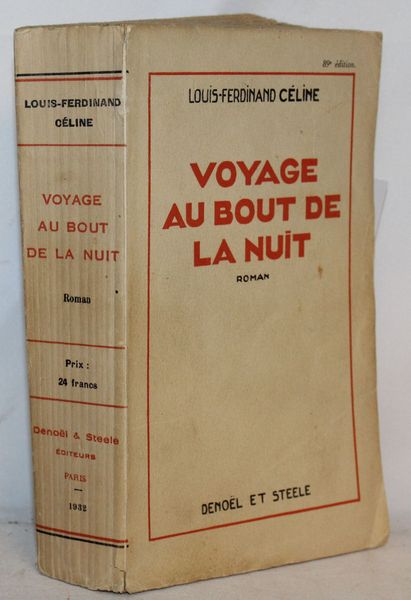 LOUIS-FERDINAND
CÉLINE
VOYAGE
AU BOUT
DE LA NUIT
Roman
Prix :
24 francs
Denoël & Steele
ÉDITEURS
PARIS
1932
89e édition.
LOUIS-FERDINAND CÉLINE
VOYAGE
AU BOUT DE
LA NUIT
ROMAN
DENOËL ET STEELE